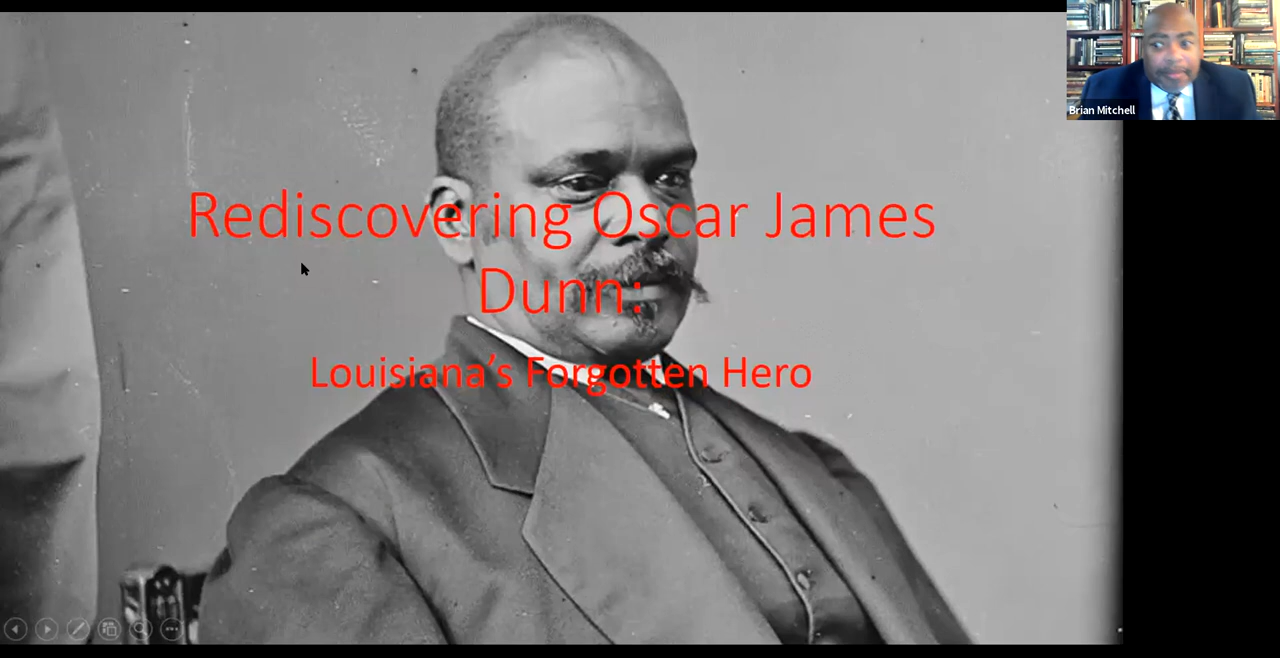 Brian Mitchell
Rediscovering Oscar James
Dunn:
Louisiana’s Forgotten Hero